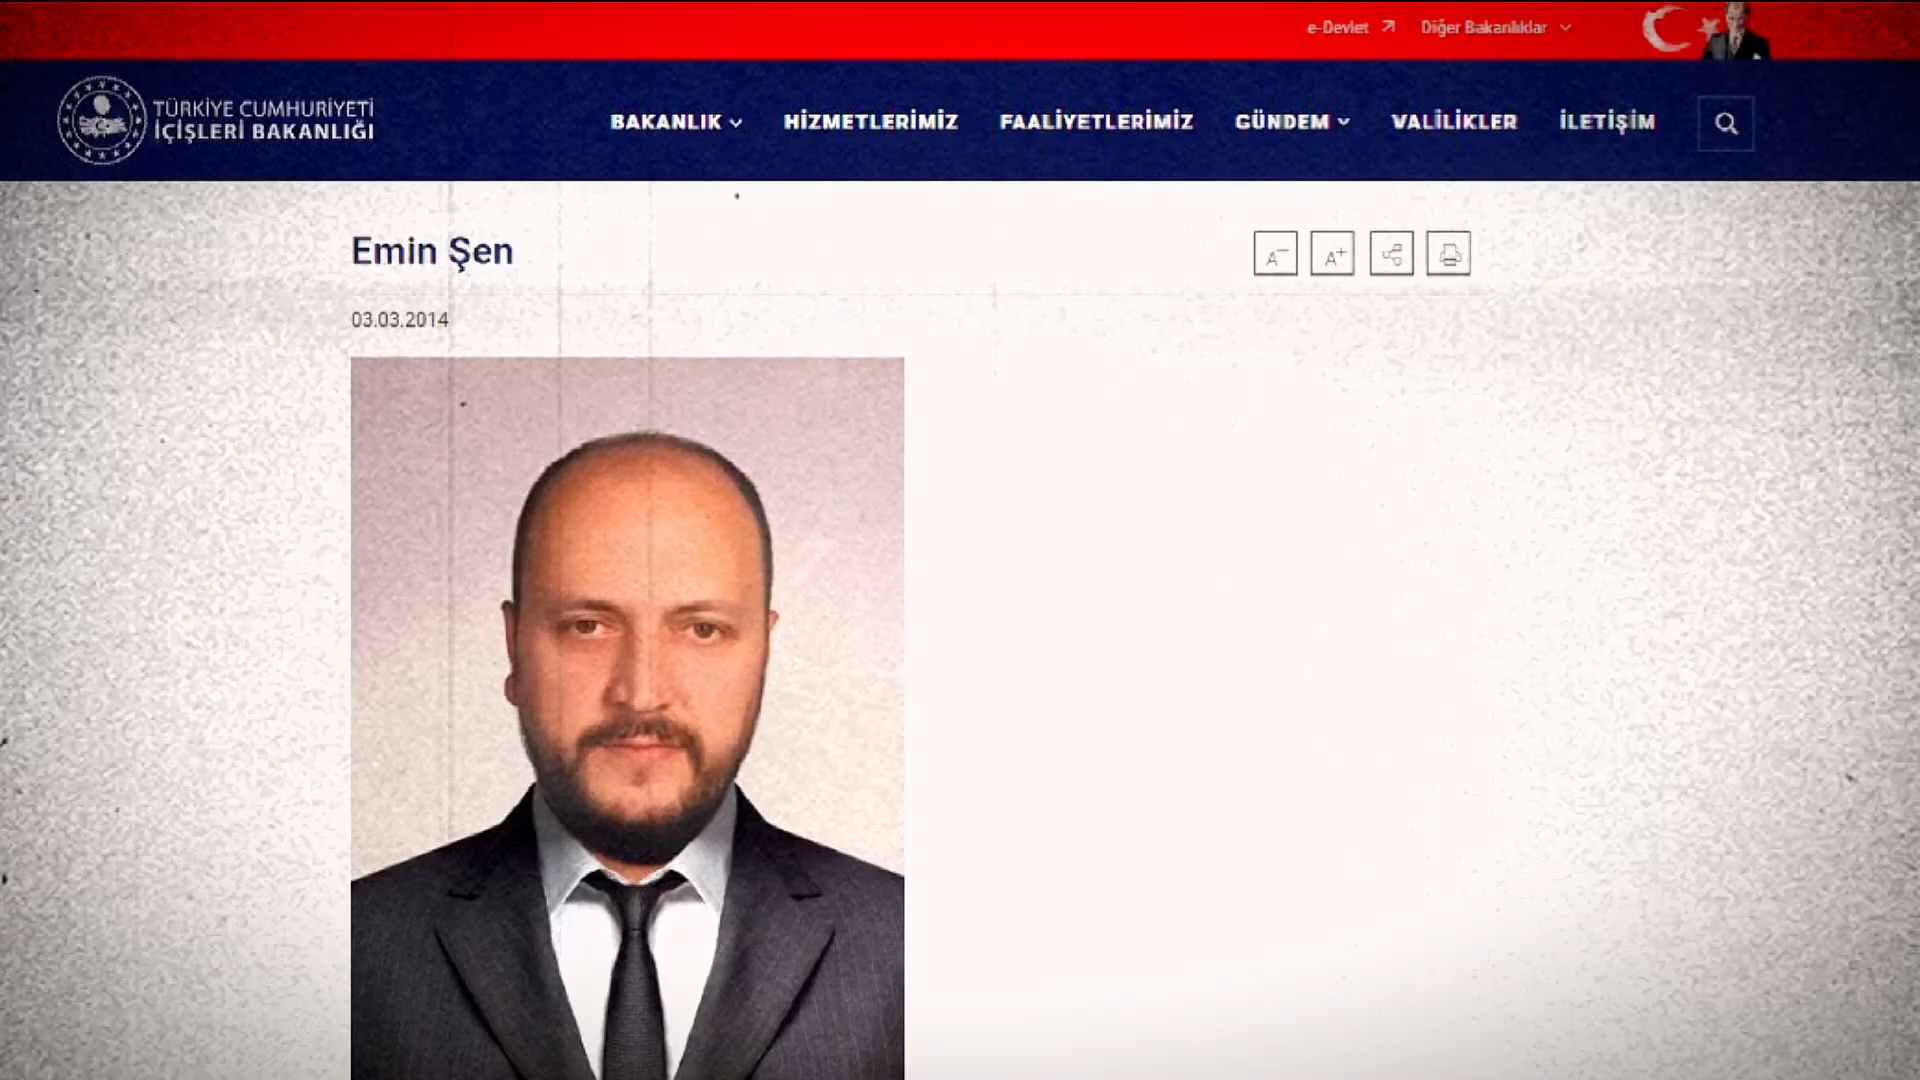 e-Devlet
Diğer Bakanlıklar
TÜRKİYE CUMHURİYETİ
İÇİŞLERİ BAKANLIĞI
BAKANLIK
HİZMETLERİMİZ
FAALİYETLERİMİZ
GÜNDEM
VALİLİKLER
İLETİŞİM
Emin Şen
A-
A+
03.03.2014